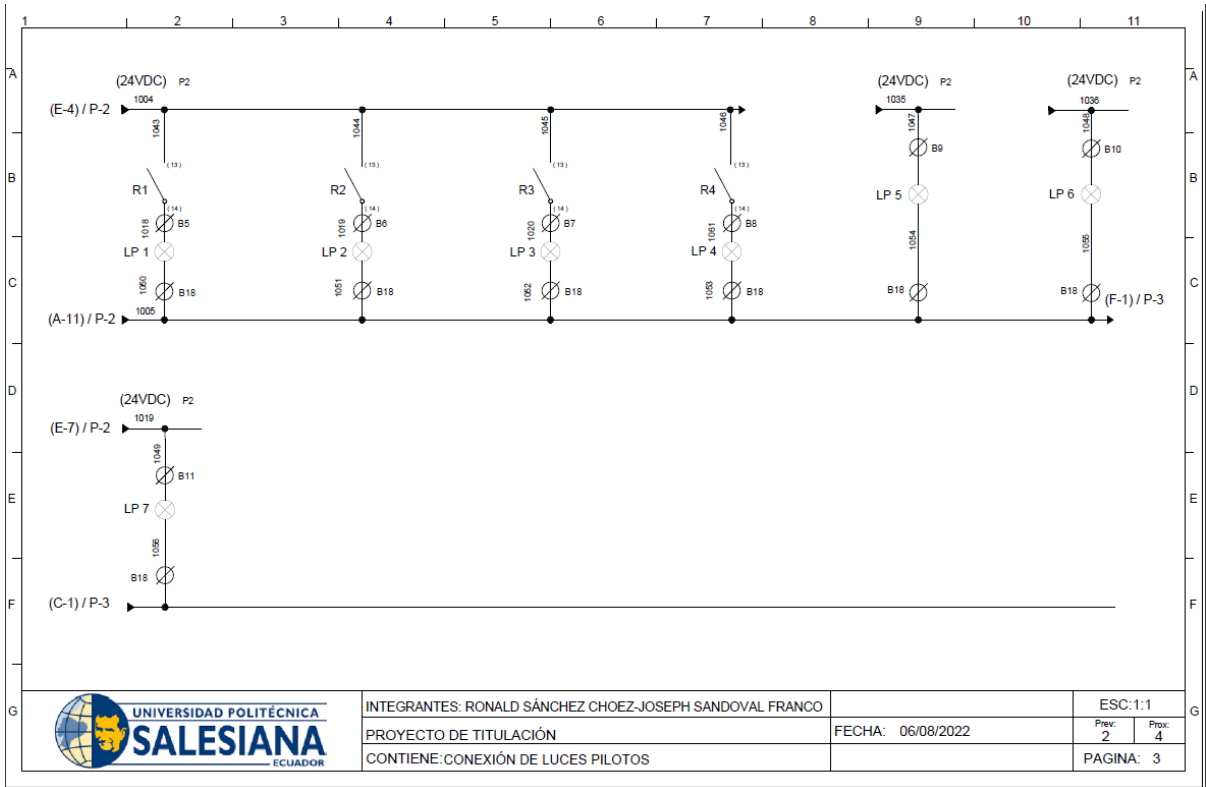 1 2 3 4 5 6 7 8 9 10 11
A A
(24VDC) P2 (24VDC) P2 (24VDC) P2
(E-4) / P-2 1004 1035 1036
1043 1044 1045 1046 1047 1048
B9 B10
(13) (13) (13) (13)
B B
R1 R2 R3 R4 LP 5 LP 6
(14) (14) (14) (14)
1018 B5 1019 B6 1020 B7 1061 B8
1054 1055
LP 1 LP 2 LP 3 LP 4
C C
1050 B18 1051 B18 1052 B18 1053 B18 B18 B18
(F-1) / P-3
(A-11) / P-2 1005
D D
(24VDC) P2
(E-7) / P-2 1019
1049
B11
E E
LP 7
1056
B18
F F
(C-1) / P-3
G G
UNIVERSIDAD POLITÉCNICA
SALESIANA
ECUADOR
INTEGRANTES: RONALD SÁNCHEZ CHOEZ-JOSEPH SANDOVAL FRANCO
PROYECTO DE TITULACIÓN
CONTIENE:CONEXIÓN DE LUCES PILOTOS
FECHA: 06/08/2022
ESC:1:1
Prev: Prox:
2 4
PAGINA: 3